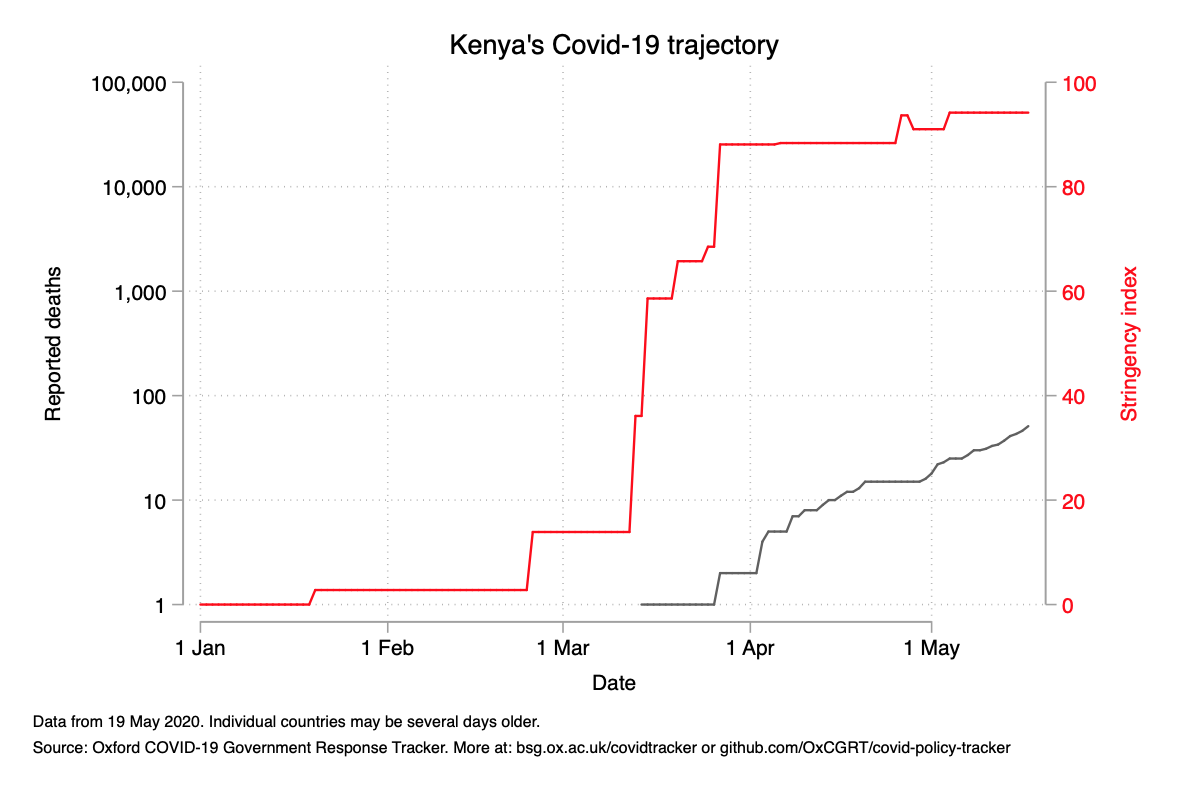 Kenya's Covid-19 trajectory
100,000
10,000
1,000
100
10
1
Reported deaths
100
80
60
40
20
0
Stringency index
1 Jan 1 Feb 1 Mar 1 Apr 1 May
Date
Data from 19 May 2020. Individual countries may be several days older.
Source: Oxford COVID-19 Government Response Tracker. More at: bsg.ox.ac.uk/covidtracker or github.com/OxCGRT/covid-policy-tracker